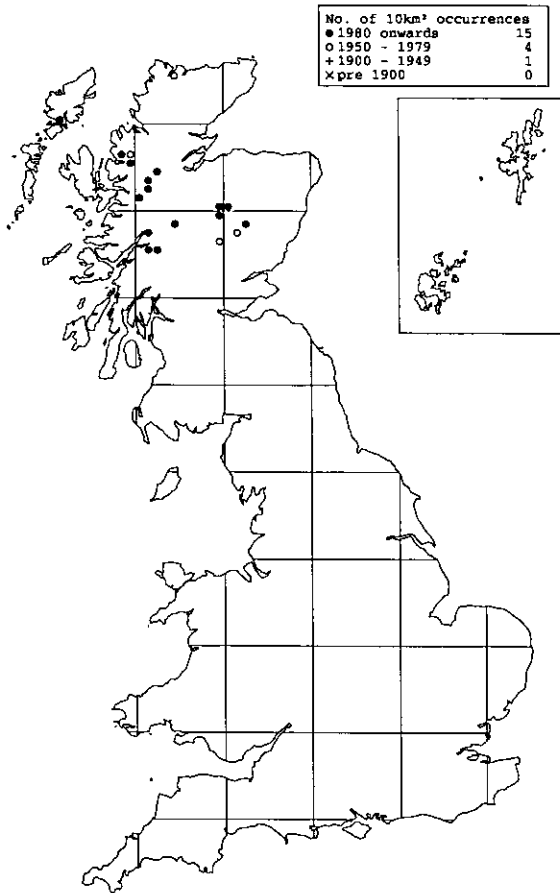 No. of 10km² occurrences
● 1980 onwards 15
○ 1950 - 1979 4
+ 1900 - 1949 1
× pre 1900 0